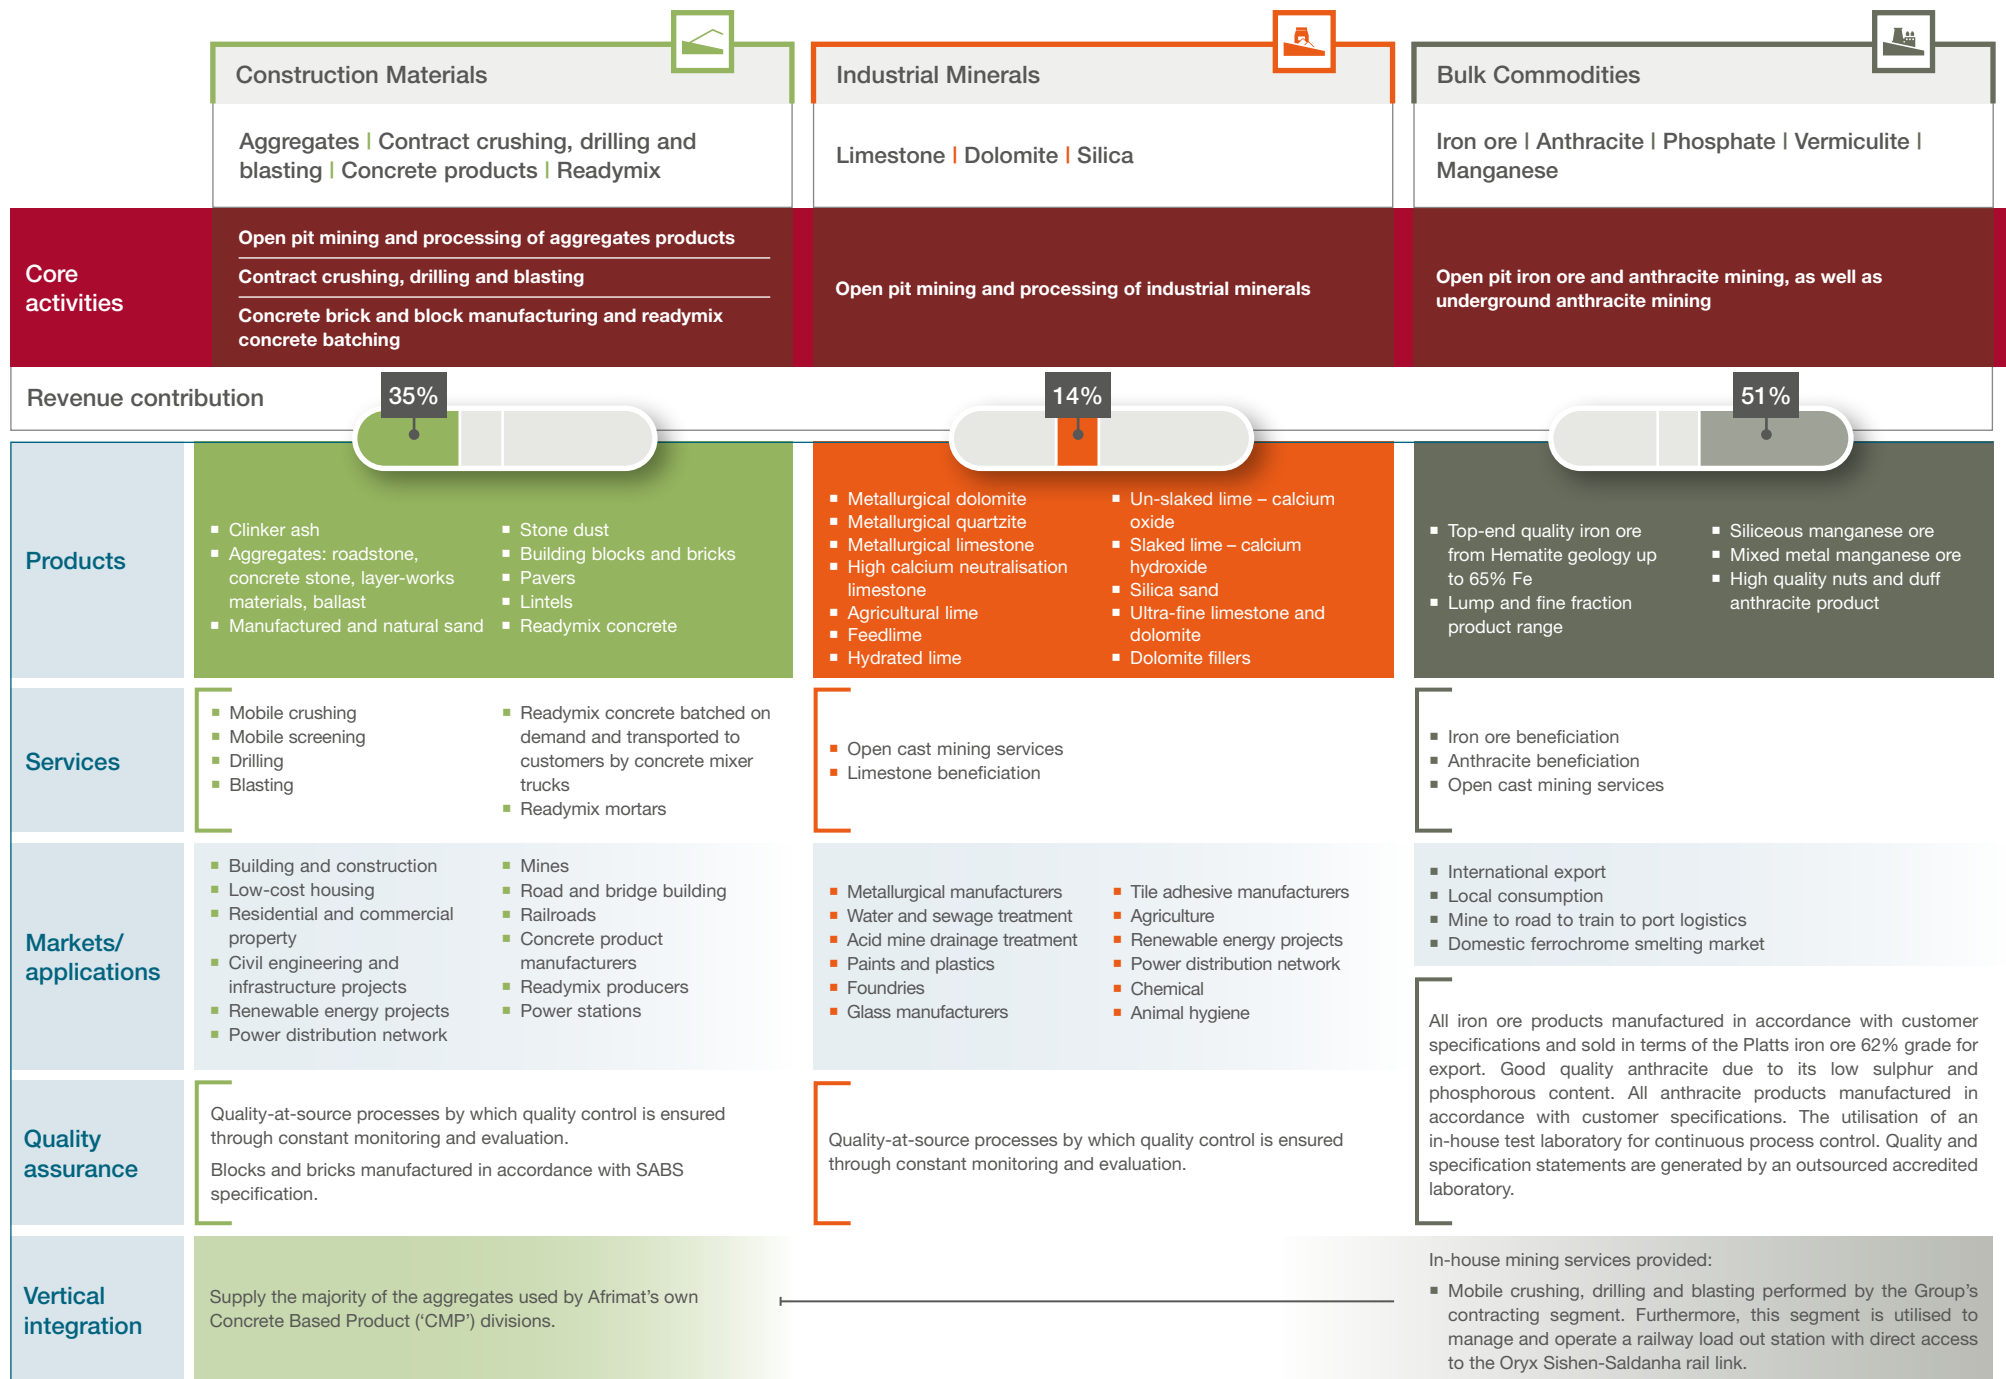 Construction Materials
Aggregates | Contract crushing, drilling and
blasting | Concrete products | Readymix
Industrial Minerals
Limestone | Dolomite | Silica
Bulk Commodities
Iron ore | Anthracite | Phosphate | Vermiculite |
Manganese
Core
activities
Open pit mining and processing of aggregates products
Contract crushing, drilling and blasting
Concrete brick and block manufacturing and readymix
concrete batching
Open pit mining and processing of industrial minerals
Open pit iron ore and anthracite mining, as well as
underground anthracite mining
Revenue contribution
35%
14%
51%
Products
Clinker ash
Aggregates: roadstone,
concrete stone, layer-works
materials, ballast
Manufactured and natural sand
Stone dust
Building blocks and bricks
Pavers
Lintels
Readymix concrete
Metallurgical dolomite
Metallurgical quartzite
Metallurgical limestone
High calcium neutralisation
limestone
Agricultural lime
Feedlime
Hydrated lime
Un-slaked lime – calcium
oxide
Slaked lime – calcium
hydroxide
Silica sand
Ultra-fine limestone and
dolomite
Dolomite fillers
Top-end quality iron ore
from Hematite geology up
to 65% Fe
Lump and fine fraction
product range
Siliceous manganese ore
Mixed metal manganese ore
High quality nuts and duff
anthracite product
Services
Mobile crushing
Mobile screening
Drilling
Blasting
Readymix concrete batched on
demand and transported to
customers by concrete mixer
trucks
Readymix mortars
Open cast mining services
Limestone beneficiation
Iron ore beneficiation
Anthracite beneficiation
Open cast mining services
Markets/
applications
Building and construction
Low-cost housing
Residential and commercial
property
Civil engineering and
infrastructure projects
Renewable energy projects
Power distribution network
Mines
Road and bridge building
Railroads
Concrete product
manufacturers
Readymix producers
Power stations
Metallurgical manufacturers
Water and sewage treatment
Acid mine drainage treatment
Paints and plastics
Foundries
Glass manufacturers
Tile adhesive manufacturers
Agriculture
Renewable energy projects
Power distribution network
Chemical
Animal hygiene
International export
Local consumption
Mine to road to train to port logistics
Domestic ferrochrome smelting market
Quality
assurance
Quality-at-source processes by which quality control is ensured
through constant monitoring and evaluation.
Blocks and bricks manufactured in accordance with SABS
specification.
Quality-at-source processes by which quality control is ensured
through constant monitoring and evaluation.
All iron ore products manufactured in accordance with customer
specifications and sold in terms of the Platts iron ore 62% grade for
export. Good quality anthracite due to its low sulphur and
phosphorous content. All anthracite products manufactured in
accordance with customer specifications. The utilisation of an
in-house test laboratory for continuous process control. Quality and
specification statements are generated by an outsourced accredited
laboratory.
Vertical
integration
Supply the majority of the aggregates used by Afrimat's own
Concrete Based Product ('CMP') divisions.
In-house mining services provided:
Mobile crushing, drilling and blasting performed by the Group's
contracting segment. Furthermore, this segment is utilised to
manage and operate a railway load out station with direct access
to the Oryx Sishen-Saldanha rail link.